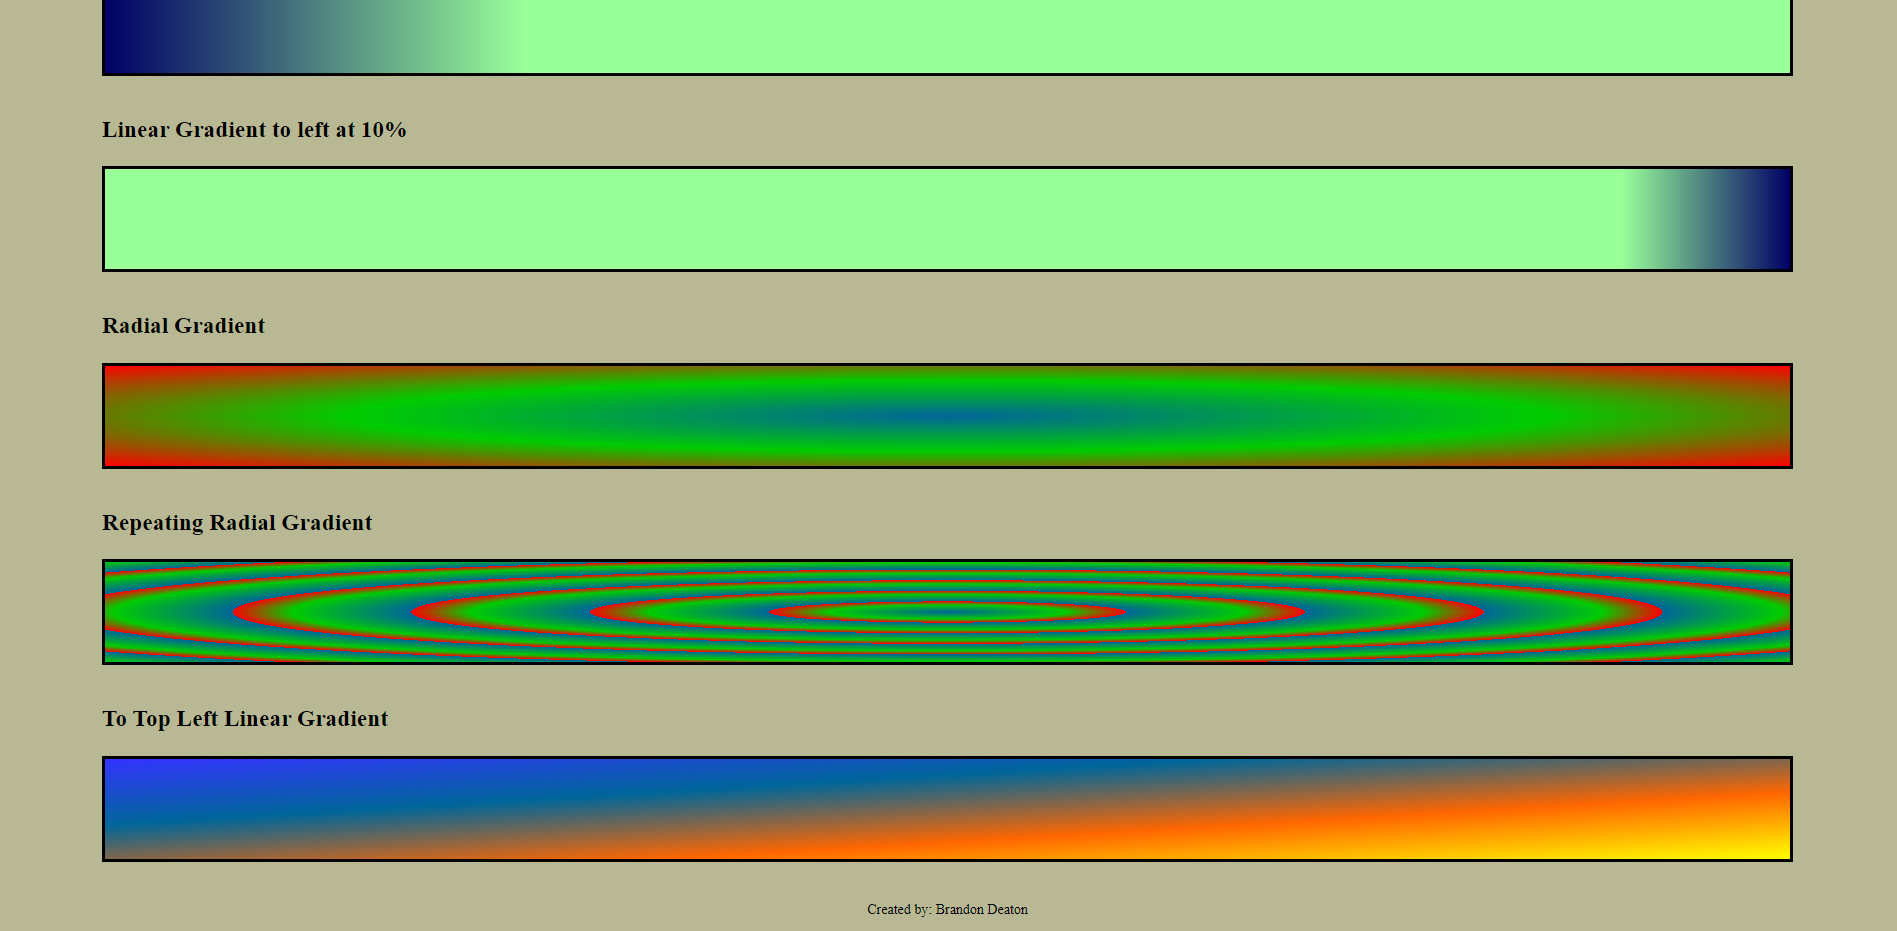 Linear Gradient to left at 10%
Radial Gradient
Repeating Radial Gradient
To Top Left Linear Gradient
Created by: Brandon Deaton